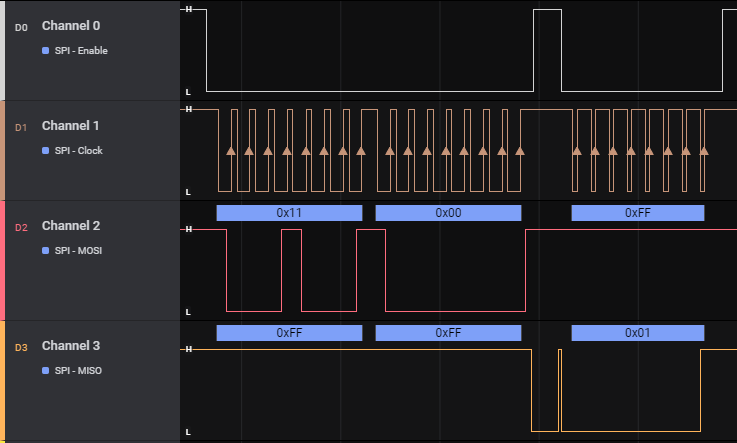 D0 Channel 0 H
SPI - Enable
L
D1 Channel 1 H
SPI - Clock
L
0x11 0x00 0xFF
D2 Channel 2 H
SPI - MOSI
L
0xFF 0xFF 0x01
D3 Channel 3 H
SPI - MISO
L